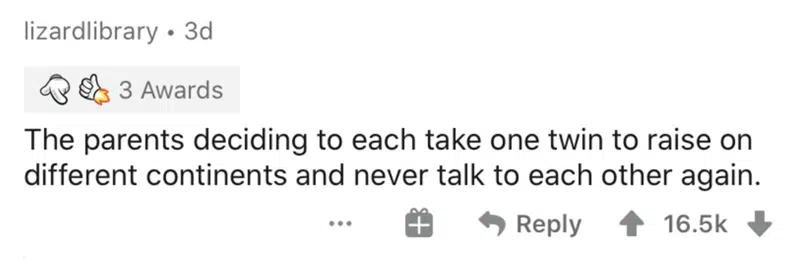 lizardlibrary • 3d
3 Awards
The parents deciding to each take one twin to raise on
different continents and never talk to each other again.
... Reply 16.5k